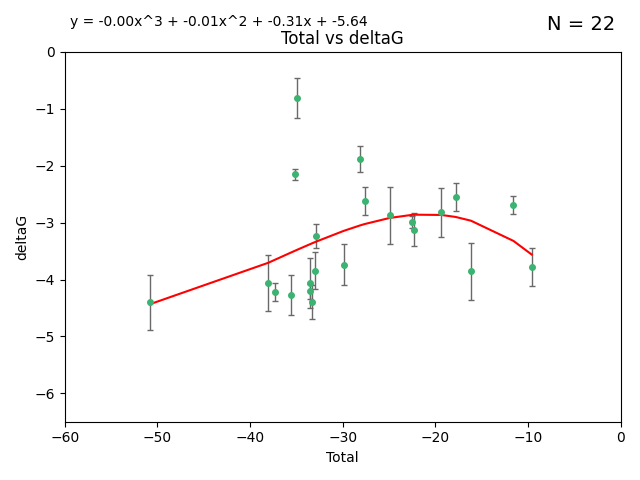 y = -0.00x^3 + -0.01x^2 + -0.31x + -5.64
N = 22
Total vs deltaG
0
−1
−2
−3
−4
−5
−6
deltaG
−60 −50 −40 −30 −20 −10 0
Total